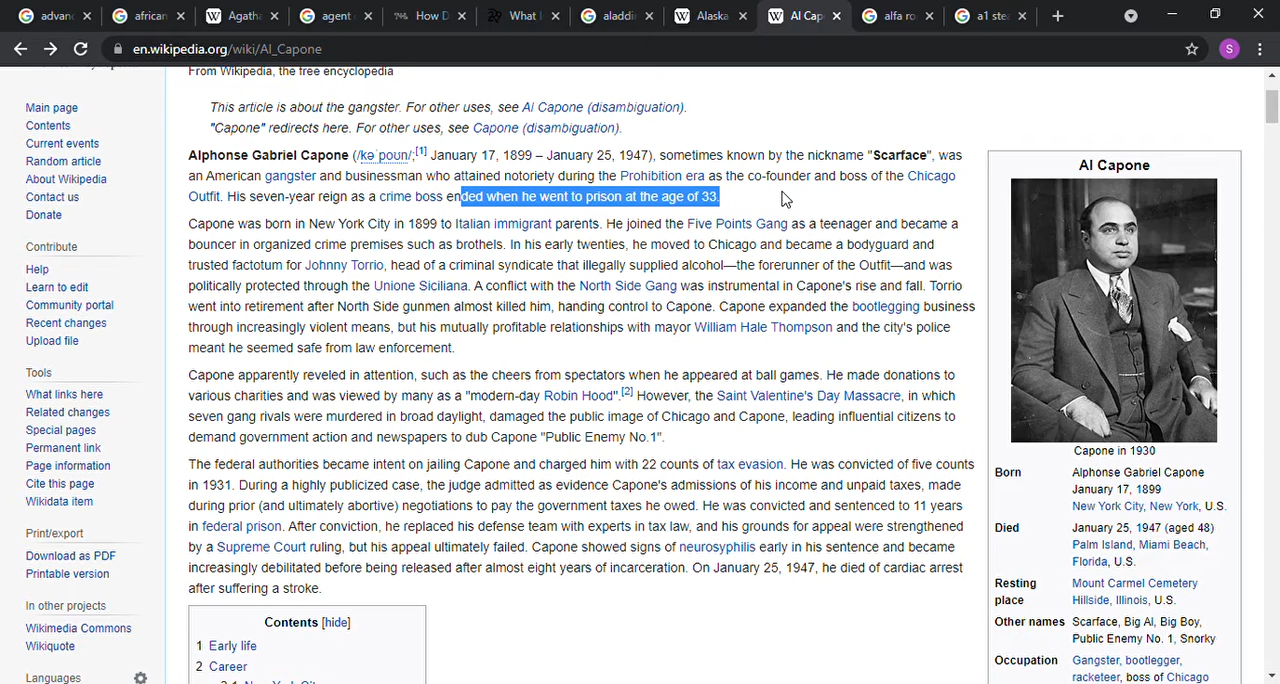 advan
african
Agath
agent
How D
What I
aladdi
Alaska
Al Cap
alfa ro
a1 stea
en.wikipedia.org/wiki/Al_Capone
S
From Wikipedia, the free encyclopedia
Main page
Contents
Current events
Random article
About Wikipedia
Contact us
Donate
Contribute
Help
Learn to edit
Community portal
Recent changes
Upload file
Tools
What links here
Related changes
Special pages
Permanent link
Page information
Cite this page
Wikidata item
Print/export
Download as PDF
Printable version
In other projects
Wikimedia Commons
Wikiquote
Languages
This article is about the gangster. For other uses, see Al Capone (disambiguation).
"Capone" redirects here. For other uses, see Capone (disambiguation).
Alphonse Gabriel Capone (/kəˈpoʊn/;[1] January 17, 1899 – January 25, 1947), sometimes known by the nickname "Scarface", was
an American gangster and businessman who attained notoriety during the Prohibition era as the co-founder and boss of the Chicago
Outfit. His seven-year reign as a crime boss ended when he went to prison at the age of 33.
Capone was born in New York City in 1899 to Italian immigrant parents. He joined the Five Points Gang as a teenager and became a
bouncer in organized crime premises such as brothels. In his early twenties, he moved to Chicago and became a bodyguard and
trusted factotum for Johnny Torrio, head of a criminal syndicate that illegally supplied alcohol—the forerunner of the Outfit—and was
politically protected through the Unione Siciliana. A conflict with the North Side Gang was instrumental in Capone's rise and fall. Torrio
went into retirement after North Side gunmen almost killed him, handing control to Capone. Capone expanded the bootlegging business
through increasingly violent means, but his mutually profitable relationships with mayor William Hale Thompson and the city's police
meant he seemed safe from law enforcement.
Capone apparently reveled in attention, such as the cheers from spectators when he appeared at ball games. He made donations to
various charities and was viewed by many as a "modern-day Robin Hood".[2] However, the Saint Valentine's Day Massacre, in which
seven gang rivals were murdered in broad daylight, damaged the public image of Chicago and Capone, leading influential citizens to
demand government action and newspapers to dub Capone "Public Enemy No.1".
The federal authorities became intent on jailing Capone and charged him with 22 counts of tax evasion. He was convicted of five counts
in 1931. During a highly publicized case, the judge admitted as evidence Capone's admissions of his income and unpaid taxes, made
during prior (and ultimately abortive) negotiations to pay the government taxes he owed. He was convicted and sentenced to 11 years
in federal prison. After conviction, he replaced his defense team with experts in tax law, and his grounds for appeal were strengthened
by a Supreme Court ruling, but his appeal ultimately failed. Capone showed signs of neurosyphilis early in his sentence and became
increasingly debilitated before being released after almost eight years of incarceration. On January 25, 1947, he died of cardiac arrest
after suffering a stroke.
Contents [hide]
1 Early life
2 Career
Al Capone
Capone in 1930
Born Alphonse Gabriel Capone
January 17, 1899
New York City, New York, U.S.
Died January 25, 1947 (aged 48)
Palm Island, Miami Beach,
Florida, U.S.
Resting Mount Carmel Cemetery
place Hillside, Illinois, U.S.
Other names Scarface, Big Al, Big Boy,
Public Enemy No. 1, Snorky
Occupation Gangster, bootlegger,
racketeer, boss of Chicago